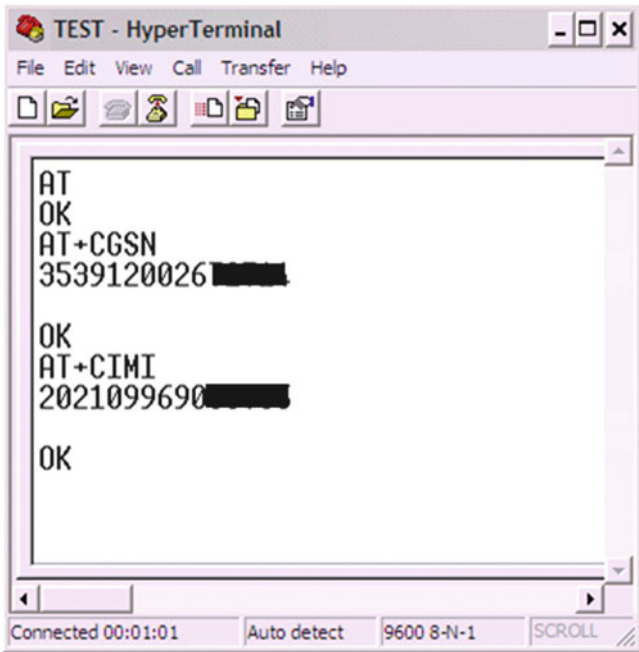 TEST - HyperTerminal
File Edit View Call Transfer Help
AT
OK
AT+CGSN
3539120026
OK
AT+CIMI
2021099690
OK
Connected 00:01:01 Auto detect 9600 8-N-1 SCROLL